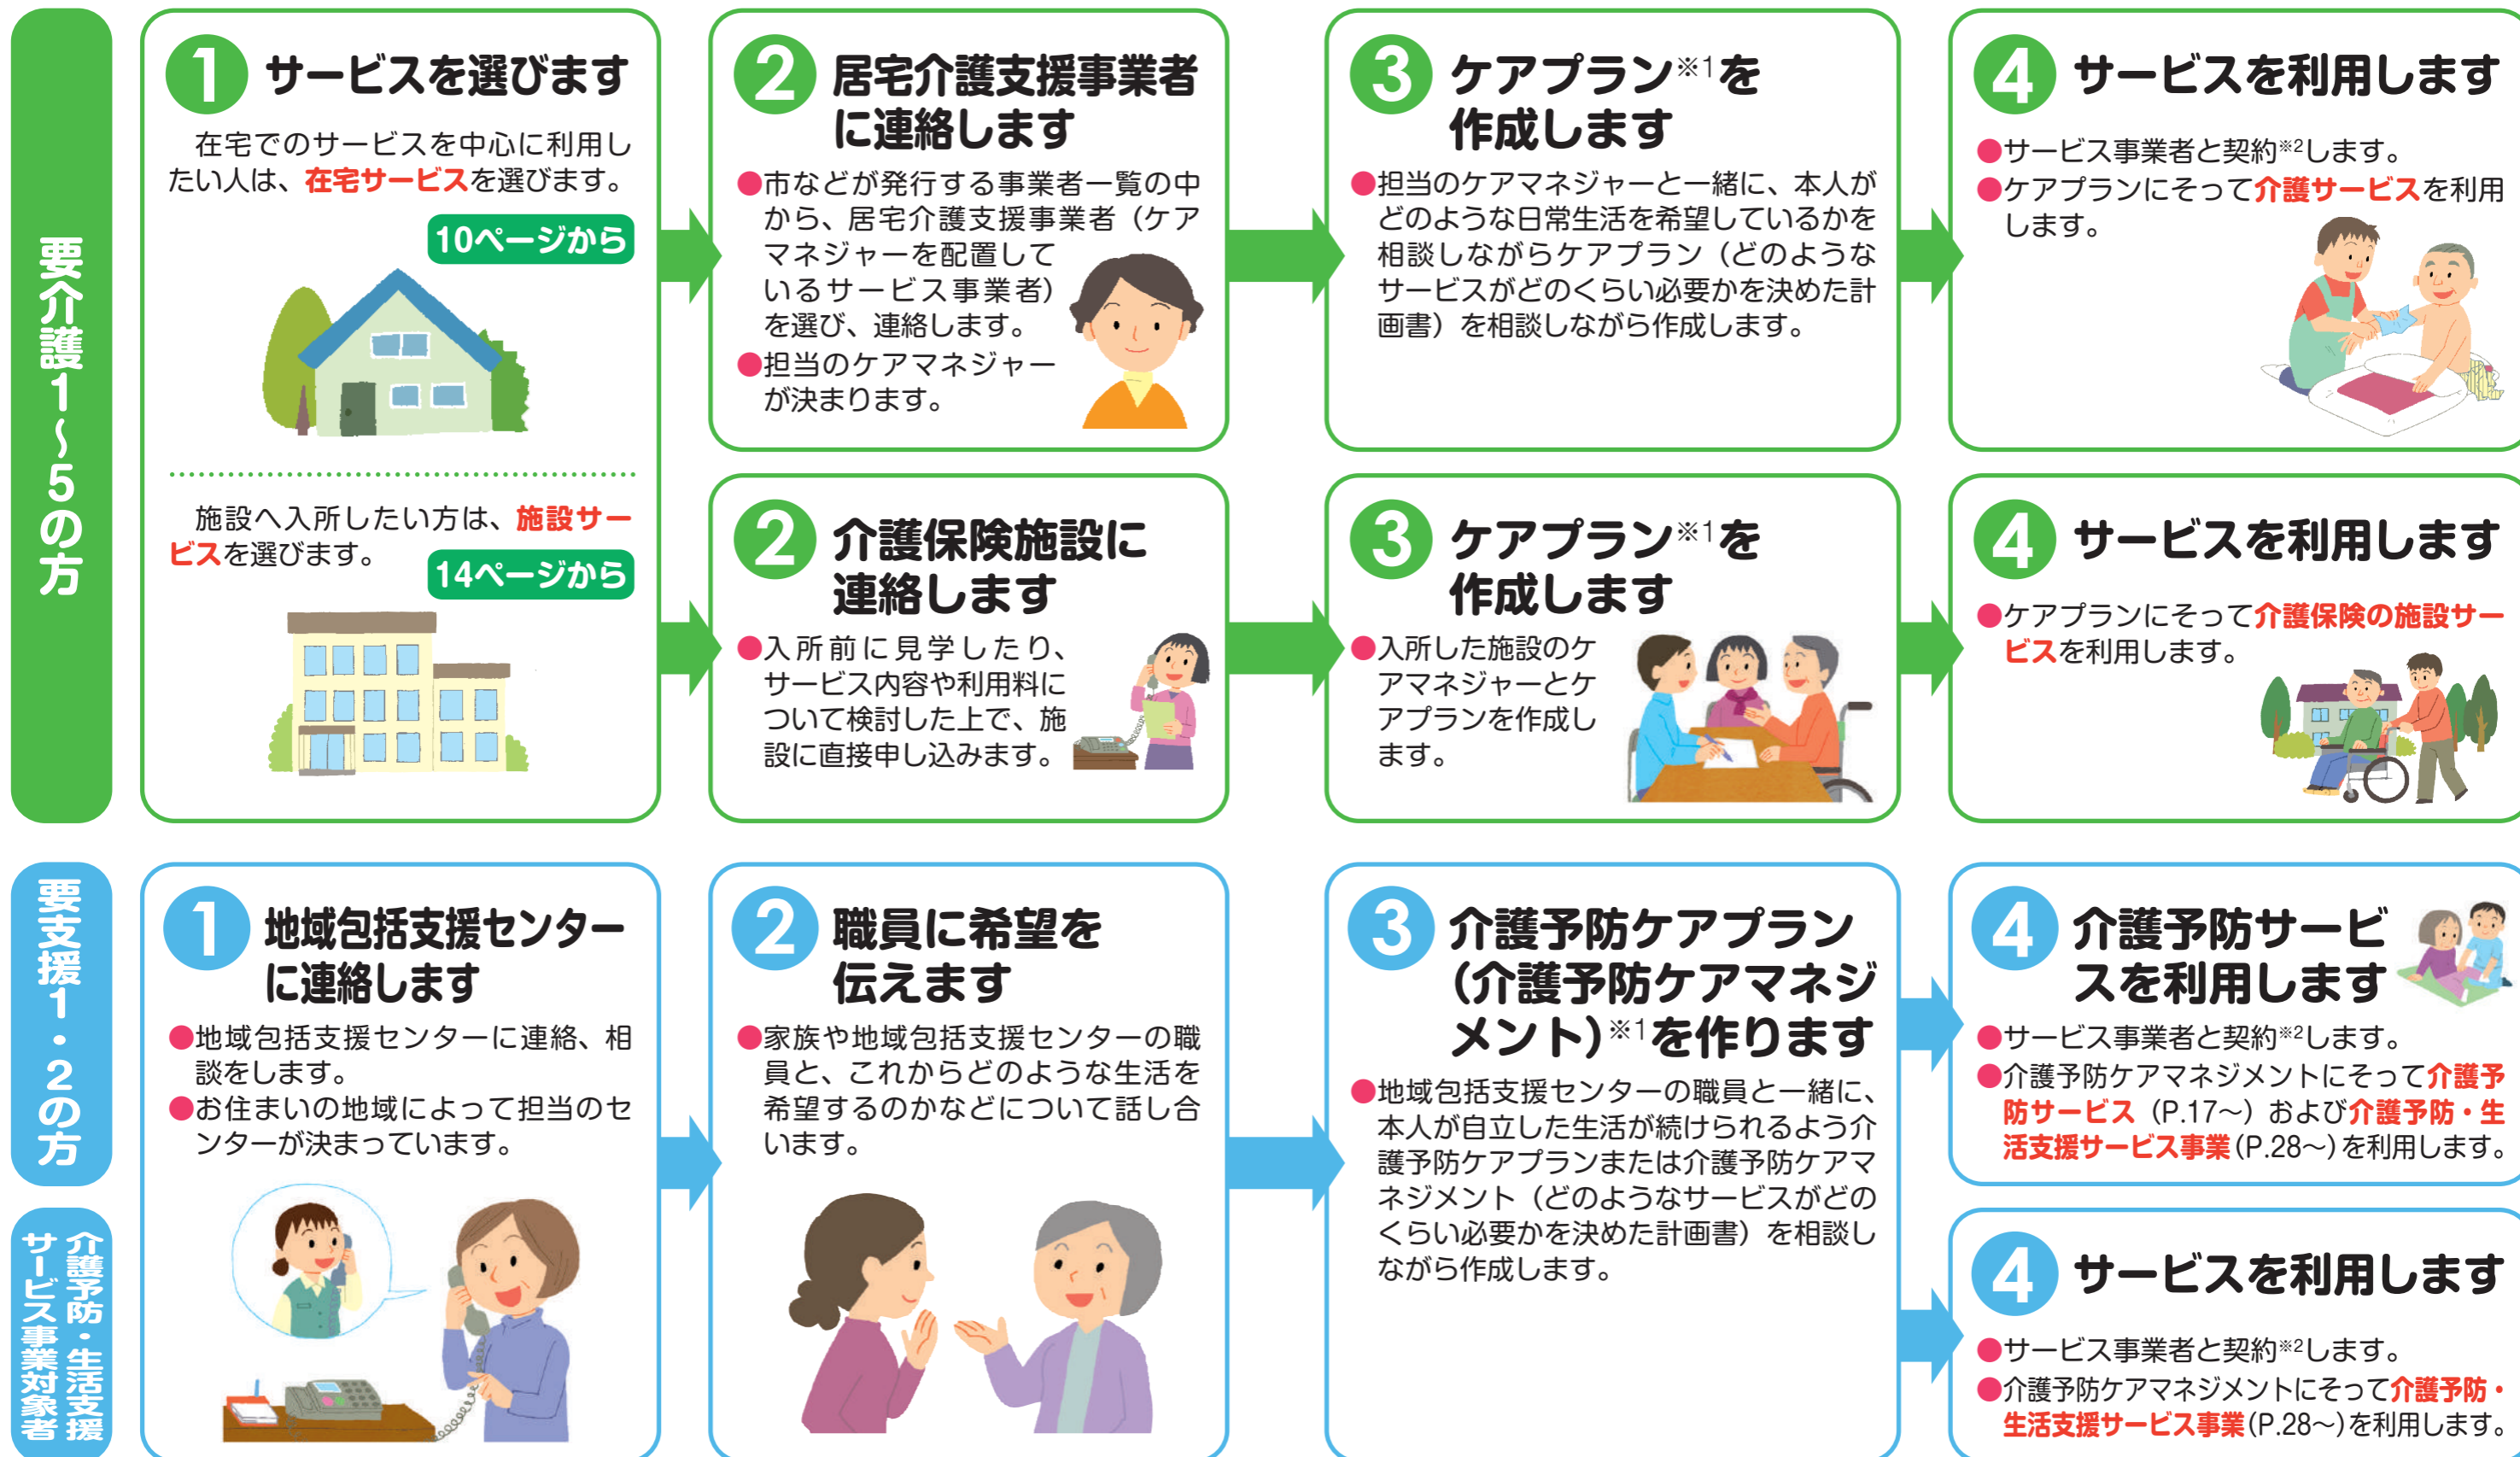 要介護1～5の方
1 サービスを選びます
在宅でのサービスを中心に利用し
たい人は、在宅サービスを選びます。
10ページから
施設へ入所したい方は、施設サー
ビスを選びます。
14ページから
2 居宅介護支援事業者
に連絡します
●市などが発行する事業者一覧の中
から、居宅介護支援事業者（ケア
マネジャーを配置して
いるサービス事業者）
を選び、連絡します。
●担当のケアマネジャー
が決まります。
3 ケアプラン※1を
作成します
●担当のケアマネジャーと一緒に、本人が
どのような日常生活を希望しているかを
相談しながらケアプラン（どのような
サービスがどのくらい必要かを決めた計
画書）を相談しながら作成します。
4 サービスを利用します
●サービス事業者と契約※2します。
●ケアプランにそって介護サービスを利用
します。
2 介護保険施設に
連絡します
●入所前に見学したり、
サービス内容や利用料に
ついて検討した上で、施
設に直接申し込みます。
3 ケアプラン※1を
作成します
●入所した施設のケ
アマネジャーとケ
アプランを作成し
ます。
4 サービスを利用します
●ケアプランにそって介護保険の施設サー
ビスを利用します。
要支援1・2の方
介護予防・生活支援
サービス事業対象者
1 地域包括支援センター
に連絡します
●地域包括支援センターに連絡、相
談をします。
●お住まいの地域によって担当のセ
ンターが決まっています。
2 職員に希望を
伝えます
●家族や地域包括支援センターの職
員と、これからどのような生活を
希望するのかなどについて話し合
います。
3 介護予防ケアプラン
（介護予防ケアマネジ
メント）※1を作ります
●地域包括支援センターの職員と一緒に、
本人が自立した生活が続けられるよう介
護予防ケアプランまたは介護予防ケアマ
ネジメント（どのようなサービスがどの
くらい必要かを決めた計画書）を相談し
ながら作成します。
4 介護予防サービ
スを利用します
●サービス事業者と契約※2します。
●介護予防ケアマネジメントにそって介護予
防サービス（P.17～）および介護予防・生
活支援サービス事業（P.28～）を利用します。
4 サービスを利用します
●サービス事業者と契約※2します。
●介護予防ケアマネジメントにそって介護予防・
生活支援サービス事業（P.28～）を利用します。